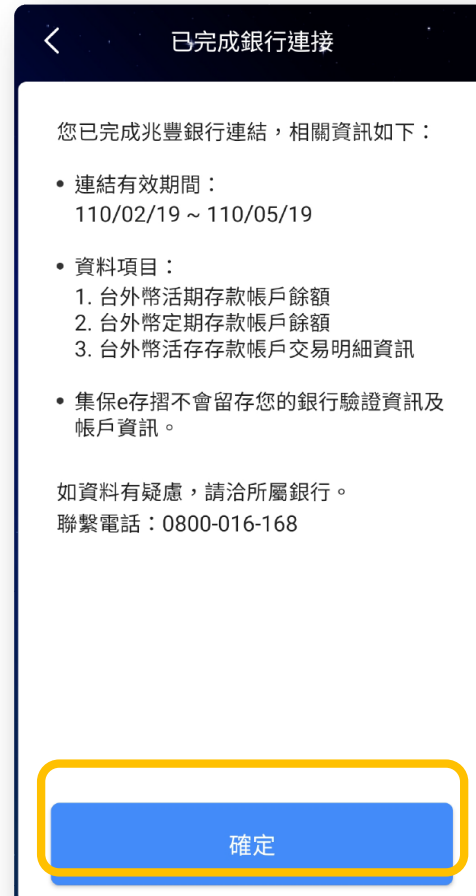 已完成銀行連接
您已完成兆豐銀行連結，相關資訊如下：
• 連結有效期間：
110/02/19 ~ 110/05/19
• 資料項目：
1. 台外幣活期存款帳戶餘額
2. 台外幣定期存款帳戶餘額
3. 台外幣活存存款帳戶交易明細資訊
• 集保e存摺不會留存您的銀行驗證資訊及
帳戶資訊。
如資料有疑慮，請洽所屬銀行。
聯繫電話：0800-016-168
確定